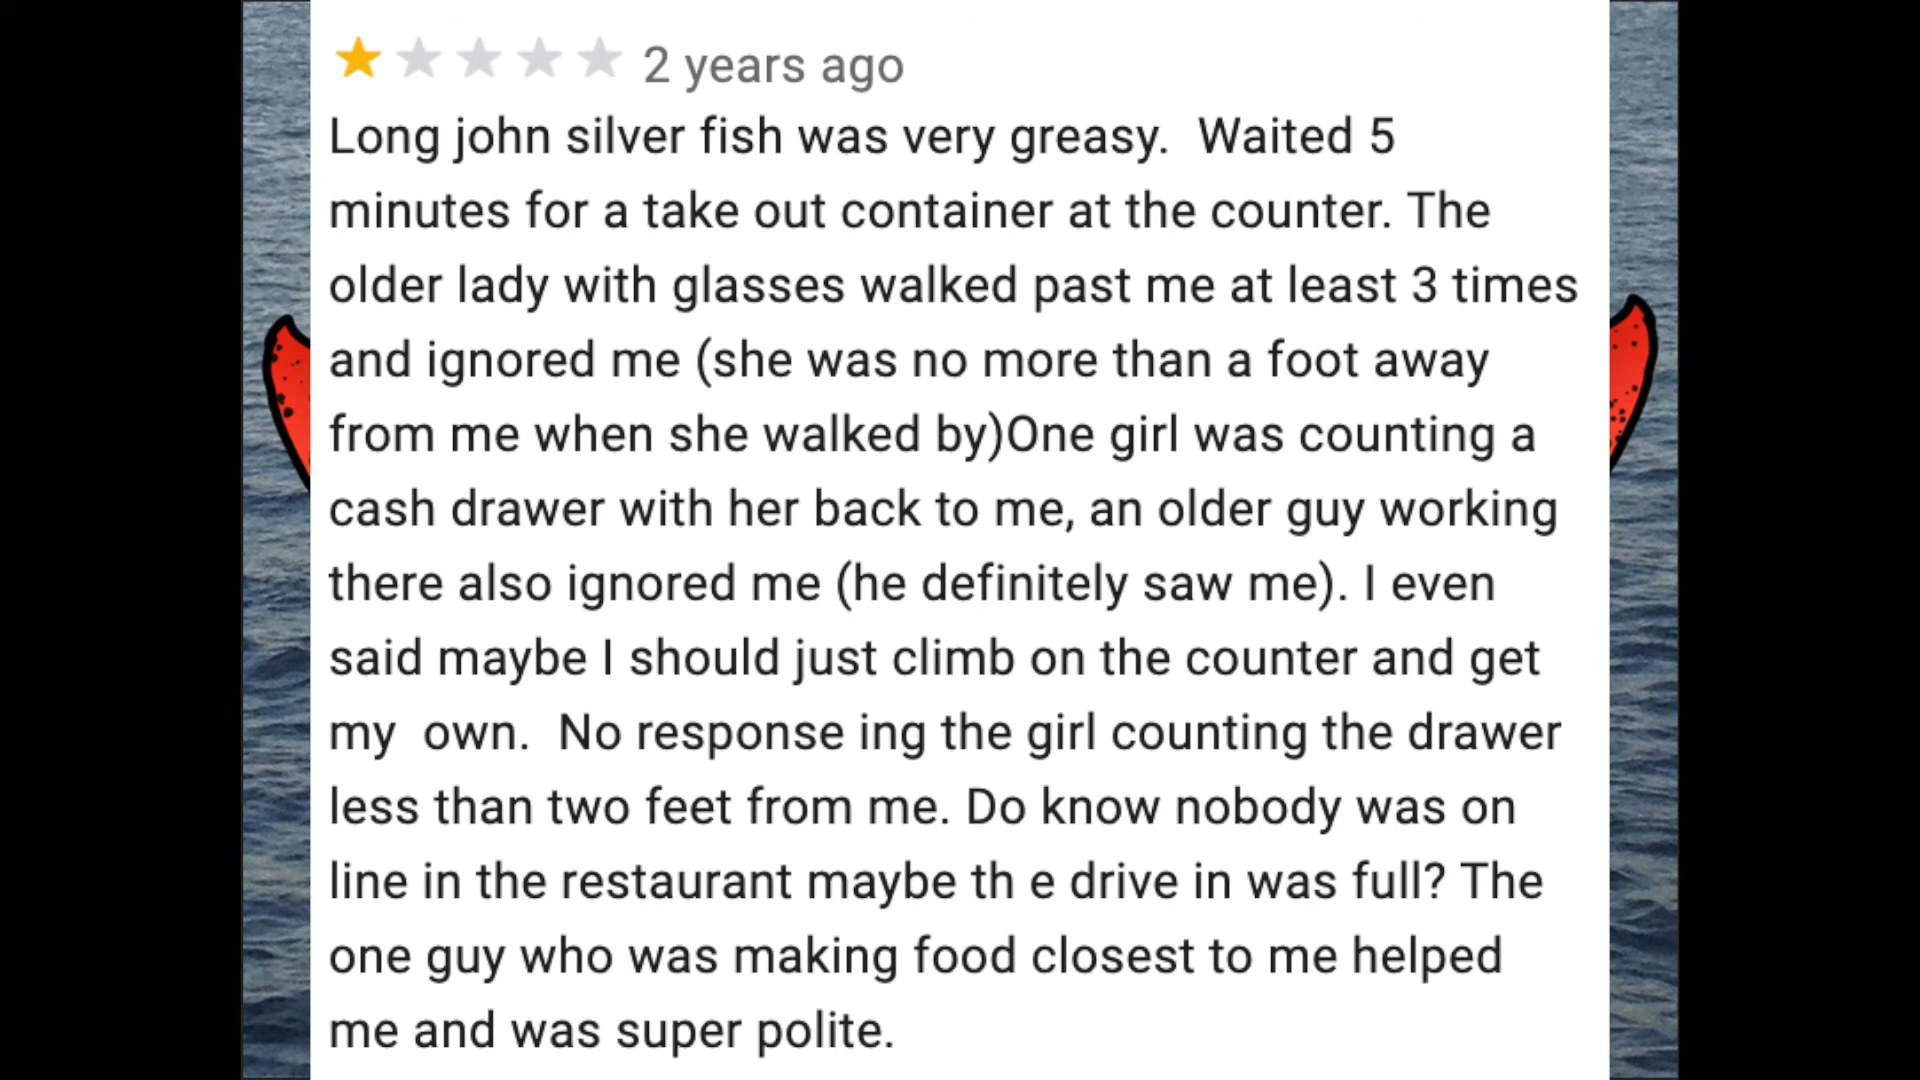 2 years ago
Long john silver fish was very greasy.  Waited 5
minutes for a take out container at the counter. The
older lady with glasses walked past me at least 3 times
and ignored me (she was no more than a foot away
from me when she walked by)One girl was counting a
cash drawer with her back to me, an older guy working
there also ignored me (he definitely saw me). I even
said maybe I should just climb on the counter and get
my  own.  No response ing the girl counting the drawer
less than two feet from me. Do know nobody was on
line in the restaurant maybe th e drive in was full? The
one guy who was making food closest to me helped
me and was super polite.